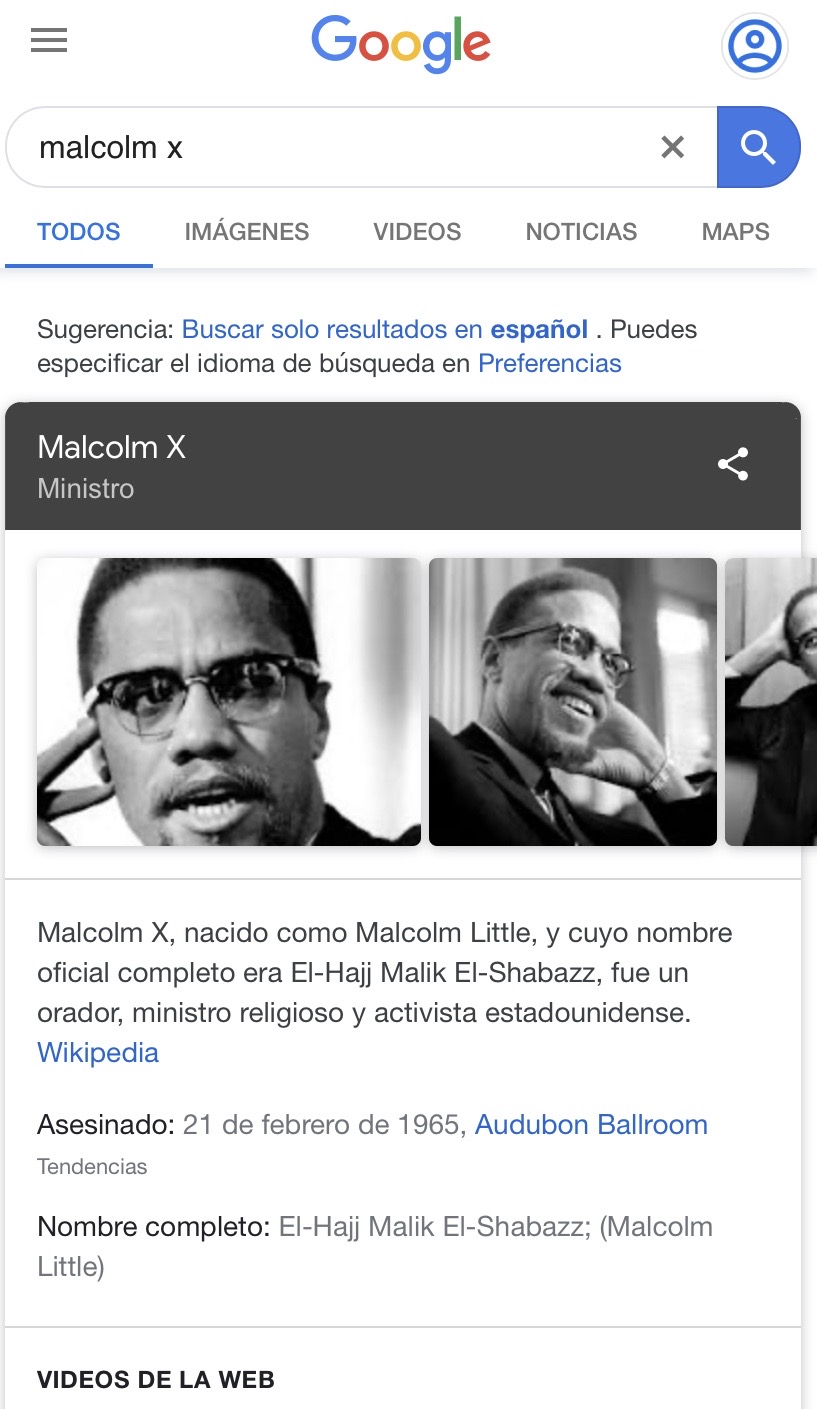 Google
malcolm x
TODOS IMÁGENES VIDEOS NOTICIAS MAPS
Sugerencia: Buscar solo resultados en español . Puedes
especificar el idioma de búsqueda en Preferencias
Malcolm X
Ministro
Malcolm X, nacido como Malcolm Little, y cuyo nombre
oficial completo era El-Hajj Malik El-Shabazz, fue un
orador, ministro religioso y activista estadounidense.
Wikipedia
Asesinado: 21 de febrero de 1965, Audubon Ballroom
Tendencias
Nombre completo: El-Hajj Malik El-Shabazz; (Malcolm
Little)
VIDEOS DE LA WEB